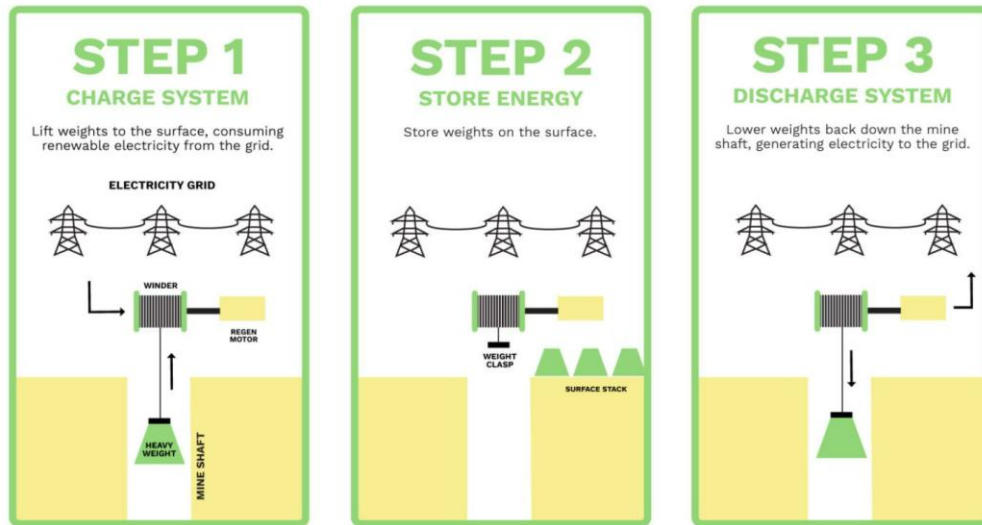 STEP 1
CHARGE SYSTEM
Lift weights to the surface, consuming
renewable electricity from the grid.
ELECTRICITY GRID
WINDER
REGEN
MOTOR
HEAVY
WEIGHT
MINE SHAFT
STEP 2
STORE ENERGY
Store weights on the surface.
WEIGHT
CLASP
SURFACE STACK
STEP 3
DISCHARGE SYSTEM
Lower weights back down the mine
shaft, generating electricity to the grid.